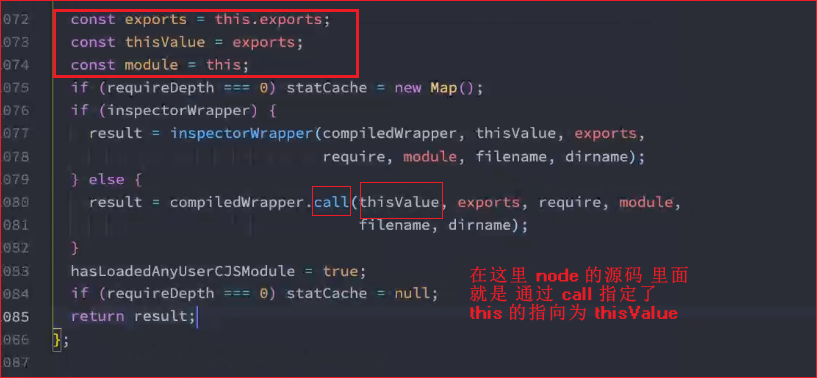 072 const exports = this.exports;
073 const thisValue = exports;
074 const module = this;
075 if (requireDepth === 0) statCache = new Map();
076 if (inspectorWrapper) {
077 result = inspectorWrapper(compiledWrapper, thisValue, exports,
078 require, module, filename, dirname);
079 } else {
080 result = compiledWrapper.call(thisValue, exports, require, module,
081 filename, dirname);
082 }
083 hasLoadedAnyUserCJSModule = true;
084 if (requireDepth === 0) statCache = null;
085 return result;
086 };
087
在这里 node 的源码 里面
就是 通过 call 指定了
this 的指向为 thisValue